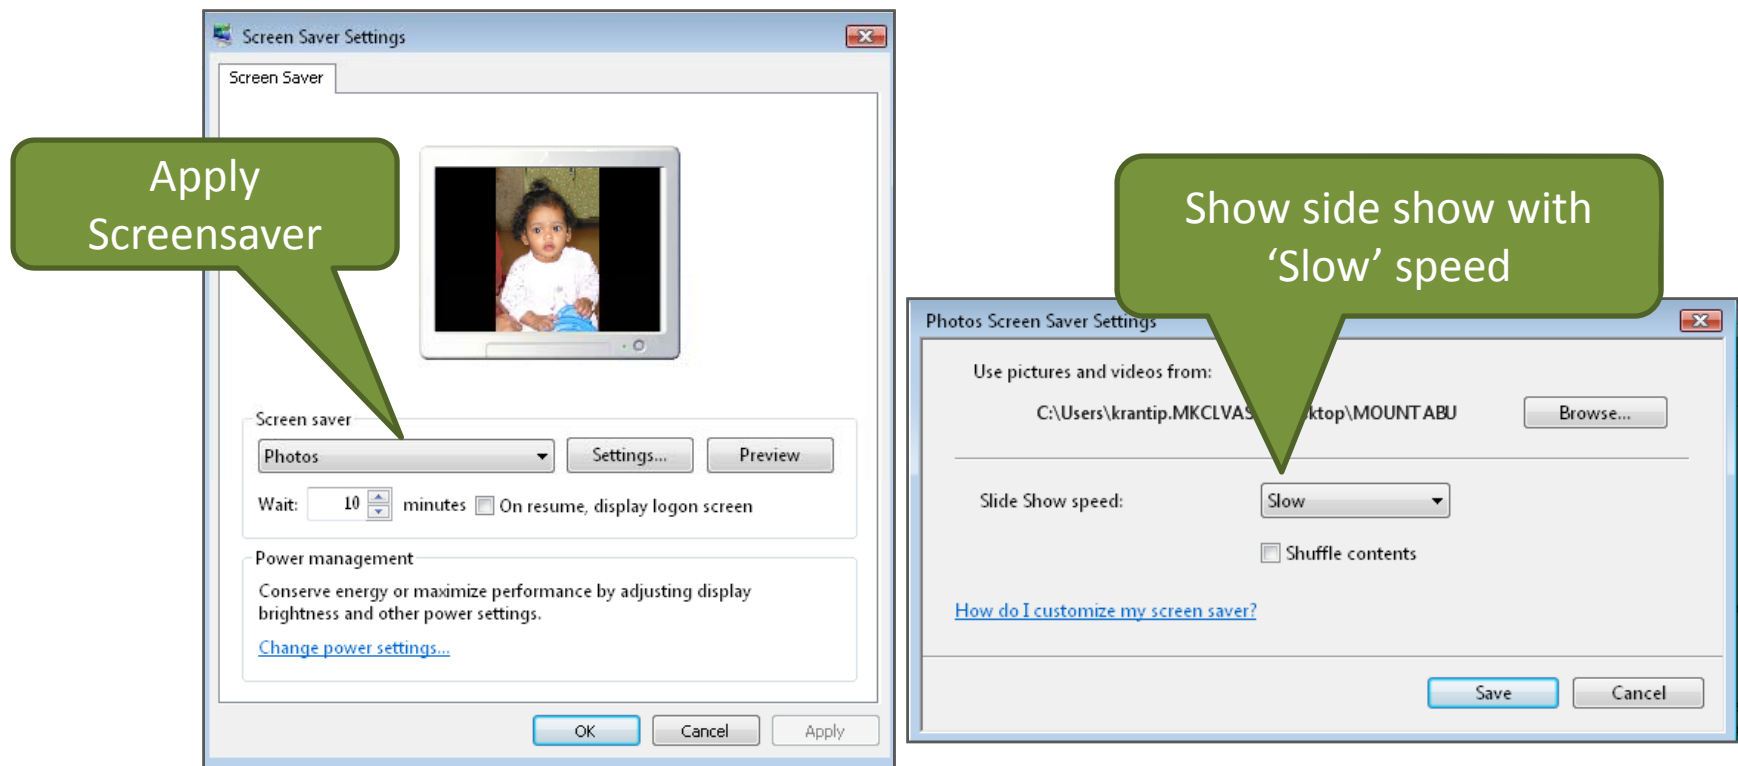 Screen Saver Settings
Screen Saver
Apply
Screensaver
Screen saver
Photos
Settings...
Preview
Wait:
10
minutes
On resume, display logon screen
Power management
Conserve energy or maximize performance by adjusting display
brightness and other power settings.
Change power settings...
OK
Cancel
Apply
Show side show with
‘Slow’ speed
Photos Screen Saver Settings
Use pictures and videos from:
C:\Users\krantip.MKCLVAS ktop\MOUNT ABU
Browse...
Slide Show speed:
Slow
Shuffle contents
How do I customize my screen saver?
Save
Cancel